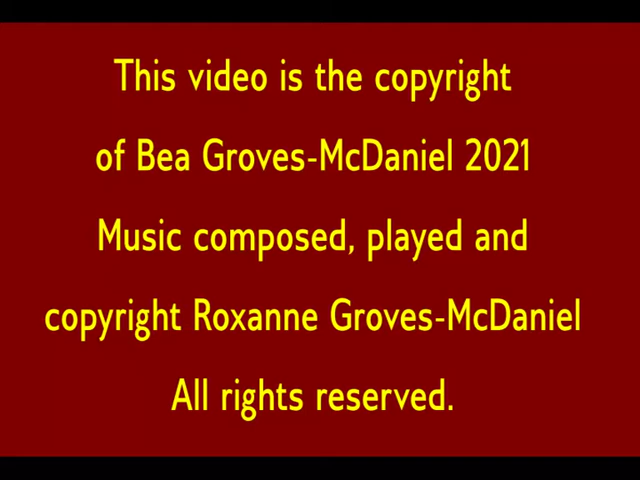 This video is the copyright
of Bea Groves-McDaniel 2021
Music composed, played and
copyright Roxanne Groves-McDaniel
All rights reserved.